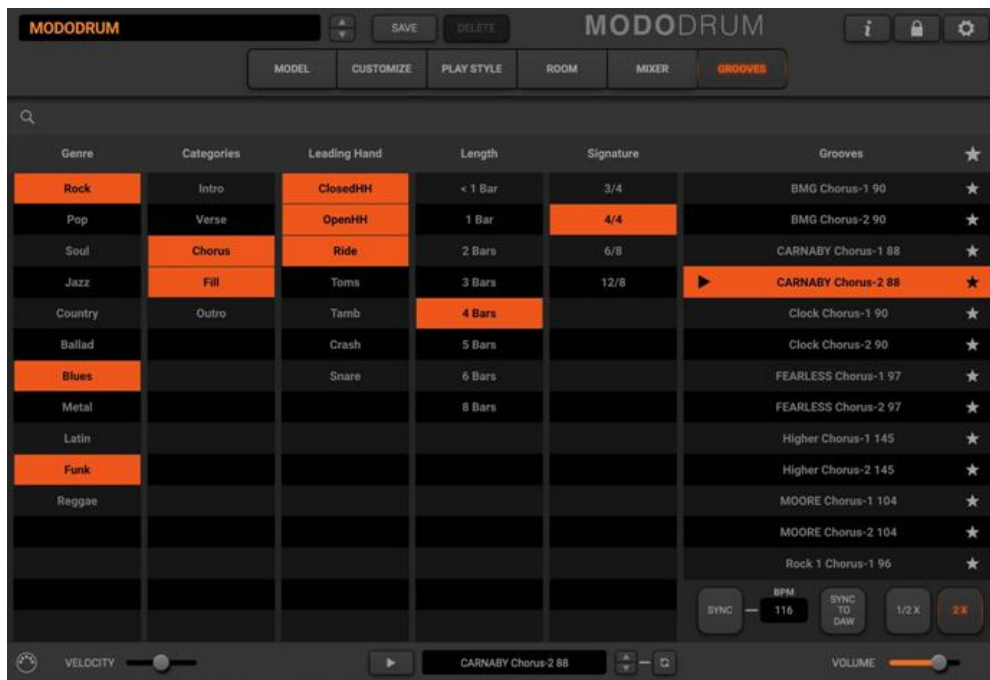 MODODRUM SAVE DELETE MODODRUM i
MODEL CUSTOMIZE PLAY STYLE ROOM MIXER GROOVES
Genre Categories Leading Hand Length Signature Grooves
Rock Intro ClosedHH < 1 Bar 3/4 BMG Chorus-1 90
Pop Verse OpenHH 1 Bar 4/4 BMG Chorus-2 90
Soul Chorus Ride 2 Bars 6/8 CARNABY Chorus-1 88
Jazz Fill Toms 3 Bars 12/8 CARNABY Chorus-2 88
Country Outro Tamb 4 Bars Clock Chorus-1 90
Ballad Crash 5 Bars Clock Chorus-2 90
Blues Snare 6 Bars FEARLESS Chorus-1 97
Metal 8 Bars FEARLESS Chorus-2 97
Latin Higher Chorus-1 145
Funk Higher Chorus-2 145
Reggae MOORE Chorus-1 104
MOORE Chorus-2 104
Rock 1 Chorus-1 96
BPM
SYNC 116 SYNC TO DAW 1/2 X 2 X
VELOCITY CARNABY Chorus-2 88 VOLUME